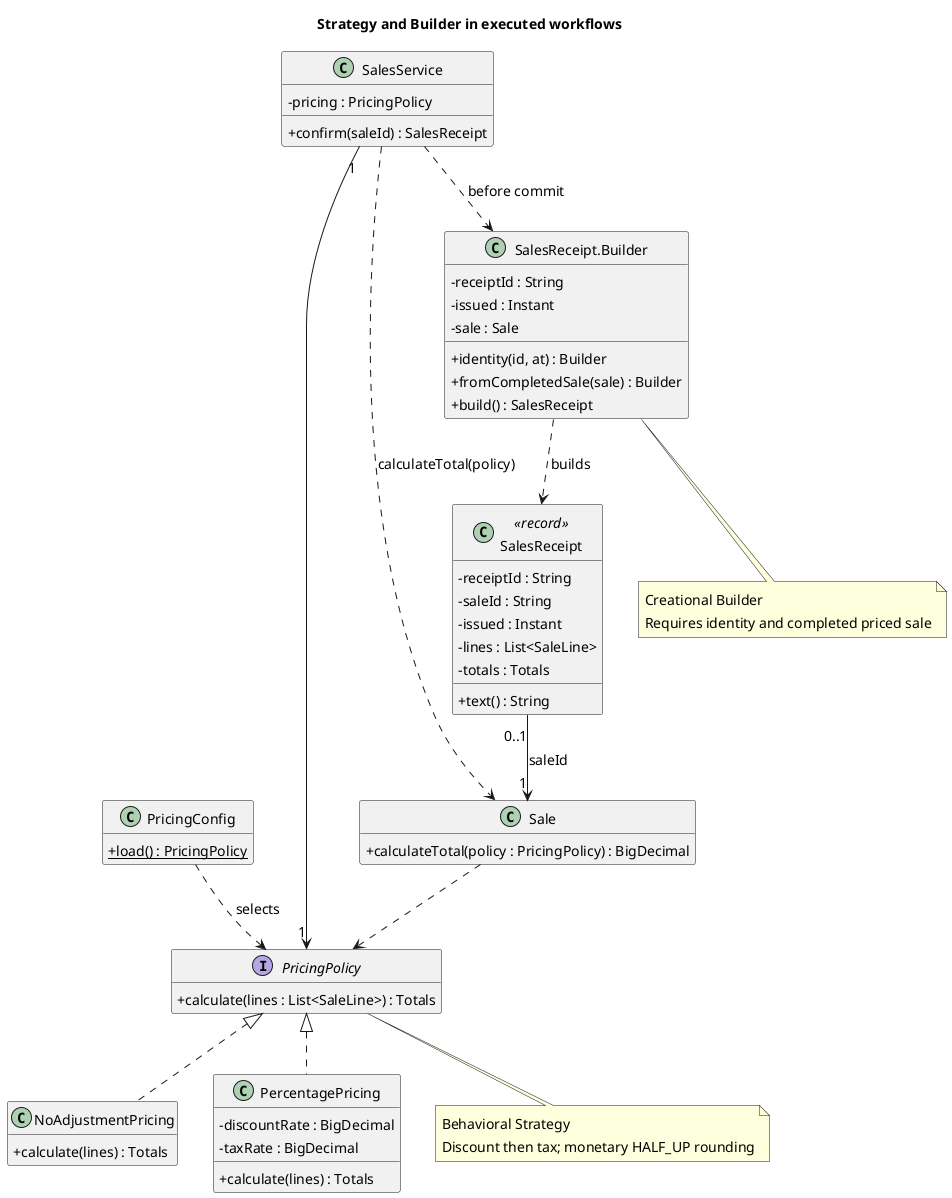 Strategy and Builder in executed workflows
C SalesService
-pricing : PricingPolicy
+confirm(saleId) : SalesReceipt
1
before commit
C SalesReceipt.Builder
-receiptId : String
-issued : Instant
-sale : Sale
+identity(id, at) : Builder
+fromCompletedSale(sale) : Builder
+build() : SalesReceipt
calculateTotal(policy)
builds
«record»
C SalesReceipt
-receiptId : String
-saleId : String
-issued : Instant
-lines : List<SaleLine>
-totals : Totals
+text() : String
Creational Builder
Requires identity and completed priced sale
0..1
saleId
1
C PricingConfig
+load() : PricingPolicy
C Sale
+calculateTotal(policy : PricingPolicy) : BigDecimal
selects
1
I PricingPolicy
+calculate(lines : List<SaleLine>) : Totals
C NoAdjustmentPricing
+calculate(lines) : Totals
C PercentagePricing
-discountRate : BigDecimal
-taxRate : BigDecimal
+calculate(lines) : Totals
Behavioral Strategy
Discount then tax; monetary HALF_UP rounding